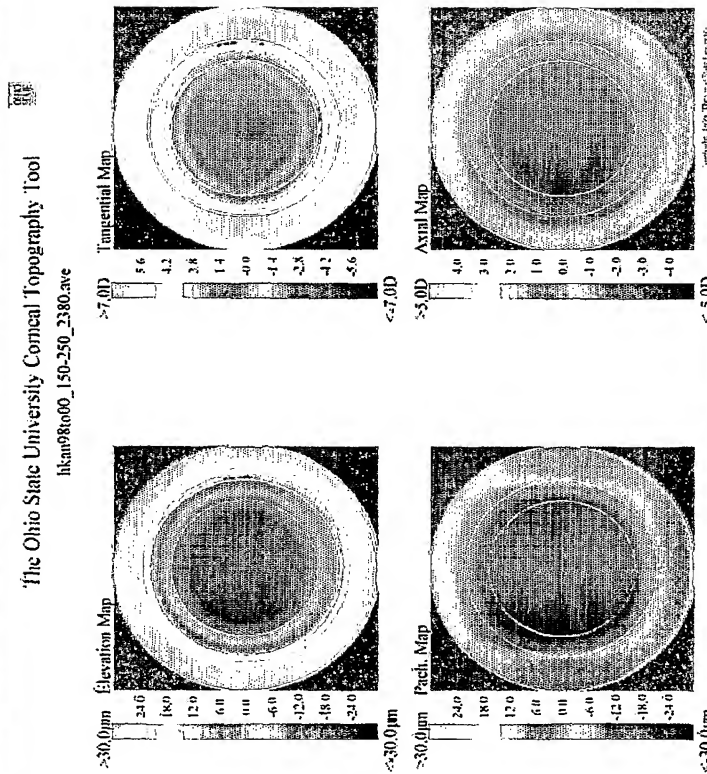 The Ohio State University Corneal Topography Tool
Elevation Map
>30.0μm
24.0
18.0
12.0
6.0
0.0
-6.0
-12.0
-18.0
-24.0
<-30.0μm
Tangential Map
>7.0D
5.6
4.2
2.8
1.4
-0.0
-1.4
-2.8
-4.2
-5.6
<-7.0D
Pach. Map
>30.0μm
24.0
18.0
12.0
6.0
0.0
-6.0
-12.0
-18.0
-24.0
<-30.0μm
Axial Map
>5.0D
4.0
3.0
2.0
1.0
0.0
-1.0
-2.0
-3.0
-4.0
<-5.0D